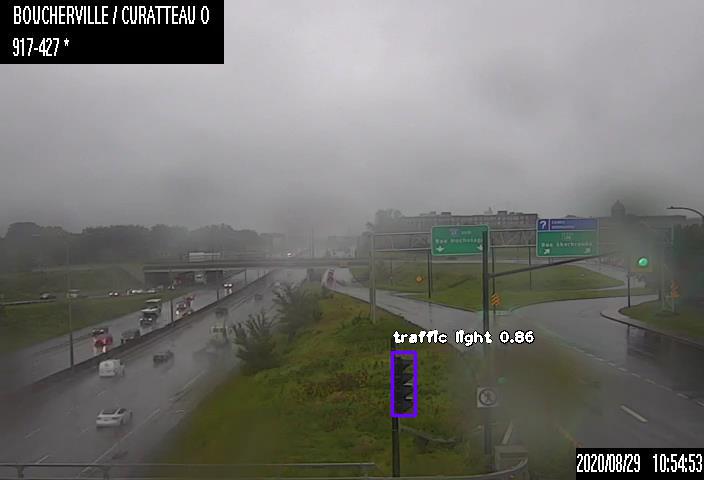 BOUCHERVILLE / CURATTEAU O
917-427 *
Rue Hochelaga
?
Rue Sherbrooke
traffic light 0.86
2020/08/29 10:54:53